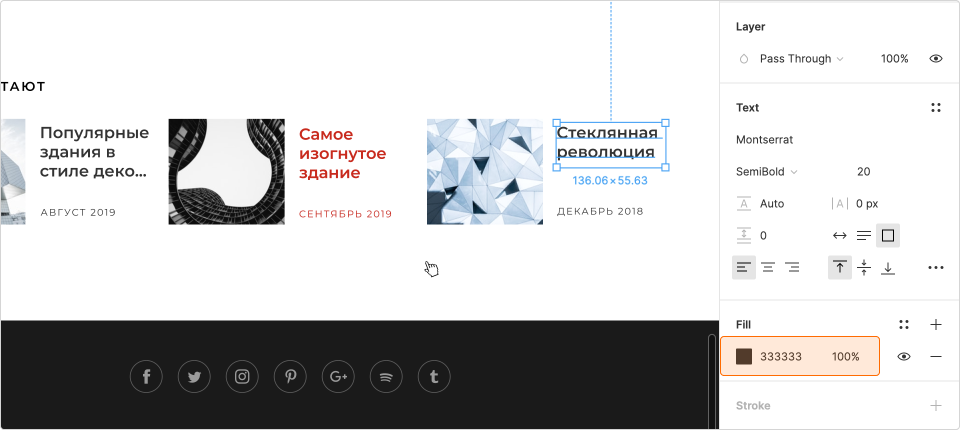 ТАЮТ
Популярные
здания в
стиле деко...
АВГУСТ 2019
Самое
изогнутое
здание
СЕНТЯБРЬ 2019
Стеклянная
революция
136.06 × 55.63
ДЕКАБРЬ 2018
Layer
Pass Through 100%
Text
Montserrat
SemiBold 20
A Auto |A| 0 px
0
Fill
333333 100%
Stroke